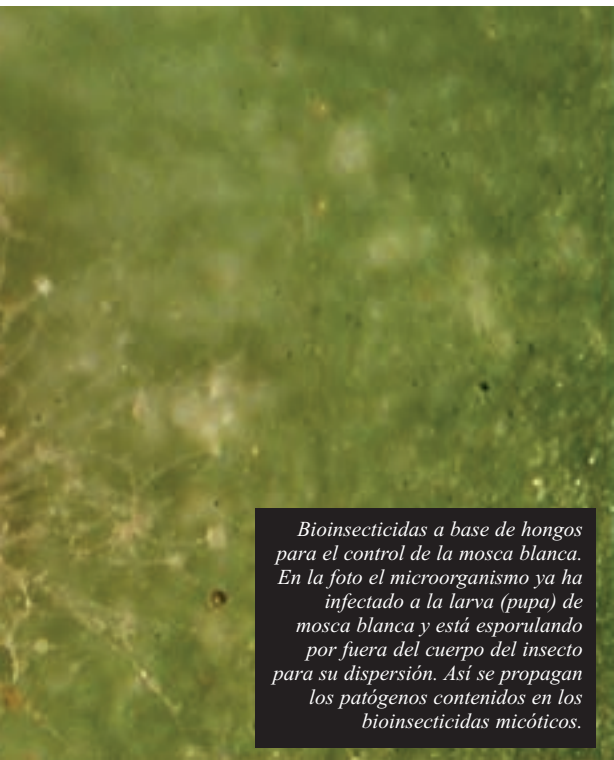 Bioinsecticidas a base de hongos
para el control de la mosca blanca.
En la foto el microorganismo ya ha
infectado a la larva (pupa) de
mosca blanca y está esporulando
por fuera del cuerpo del insecto
para su dispersión. Así se propagan
los patógenos contenidos en los
bioinsecticidas micóticos.